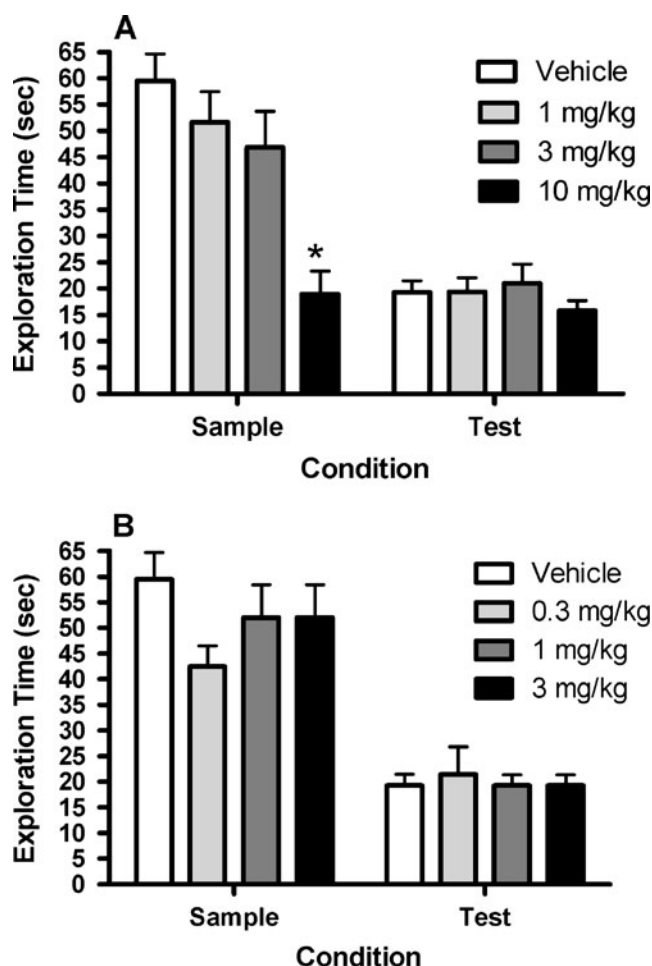 A
Exploration Time (sec)
65
60
55
50
45
40
35
30
25
20
15
10
5
0
*
Vehicle
1 mg/kg
3 mg/kg
10 mg/kg
Sample Test
Condition
B
Exploration Time (sec)
65
60
55
50
45
40
35
30
25
20
15
10
5
0
Vehicle
0.3 mg/kg
1 mg/kg
3 mg/kg
Sample Test
Condition